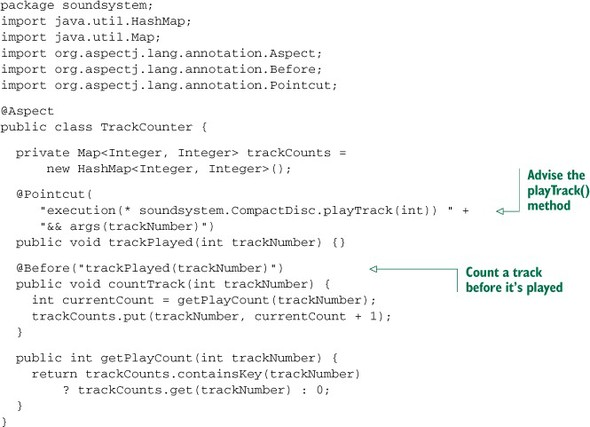 package soundsystem;
import java.util.HashMap;
import java.util.Map;
import org.aspectj.lang.annotation.Aspect;
import org.aspectj.lang.annotation.Before;
import org.aspectj.lang.annotation.Pointcut;
@Aspect
public class TrackCounter {
private Map<Integer, Integer> trackCounts =
new HashMap<Integer, Integer>();
@Pointcut(
"execution(* soundsystem.CompactDisc.playTrack(int)) " +
"&& args(trackNumber)")
public void trackPlayed(int trackNumber) {}
Advise the
playTrack()
method
@Before("trackPlayed(trackNumber)")
public void countTrack(int trackNumber) {
int currentCount = getPlayCount(trackNumber);
trackCounts.put(trackNumber, currentCount + 1);
}
Count a track
before it's played
public int getPlayCount(int trackNumber) {
return trackCounts.containsKey(trackNumber)
? trackCounts.get(trackNumber) : 0;
}
}